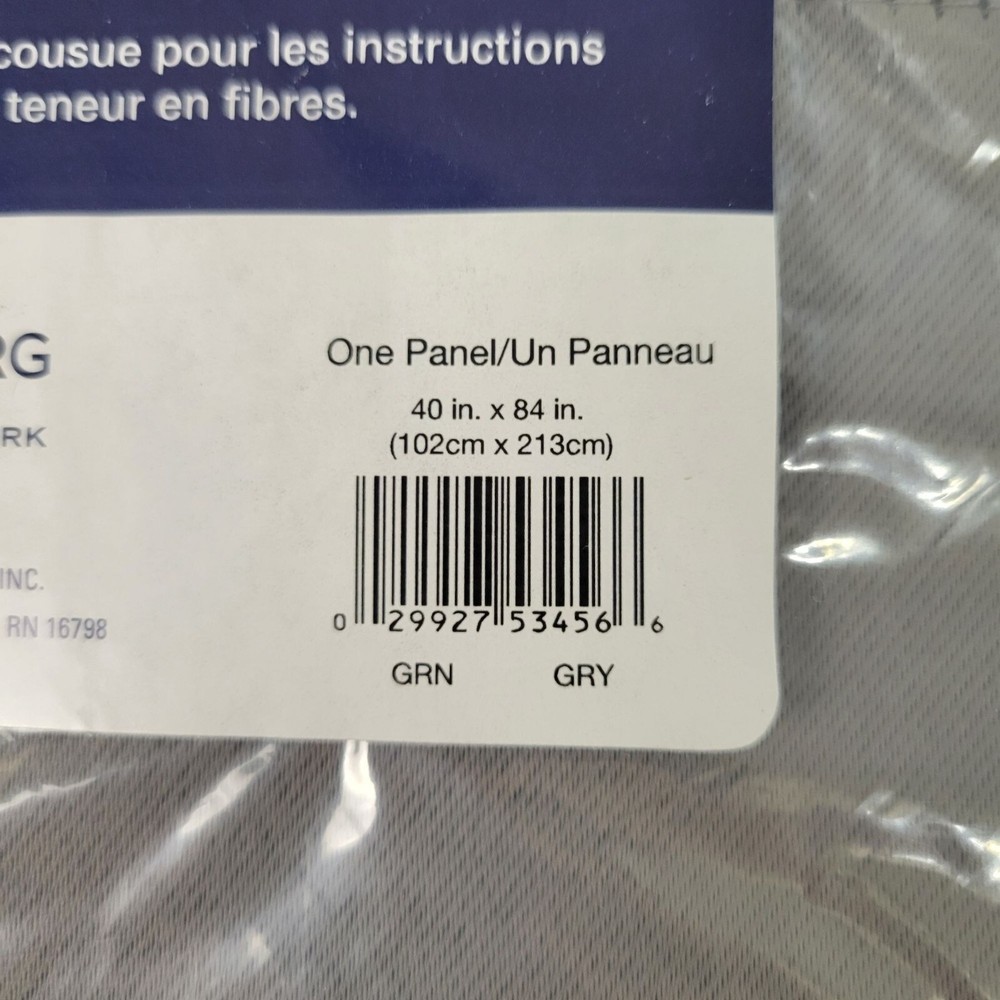 cousue pour les instructions
teneur en fibres.
RG
RK
INC.
RN 16798
One Panel/Un Panneau
40 in. x 84 in.
(102cm x 213cm)
0 29927 53456 6
GRN GRY